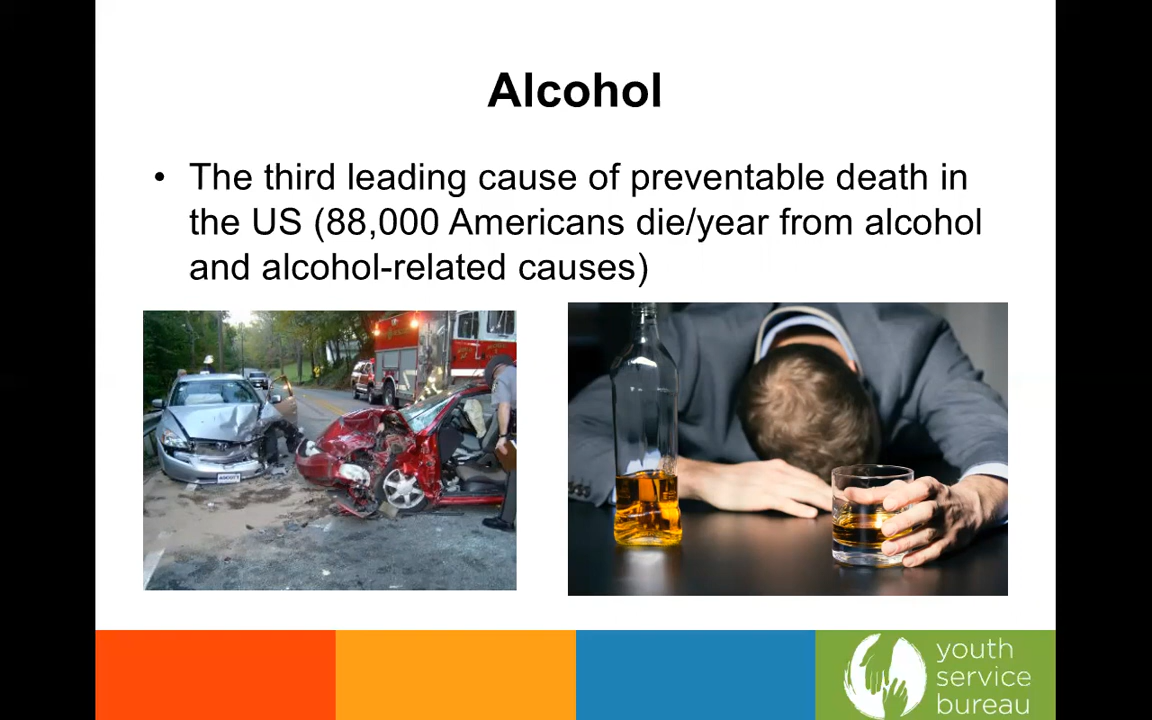 Alcohol
• The third leading cause of preventable death in
the US (88,000 Americans die/year from alcohol
and alcohol-related causes)
youth
service
bureau